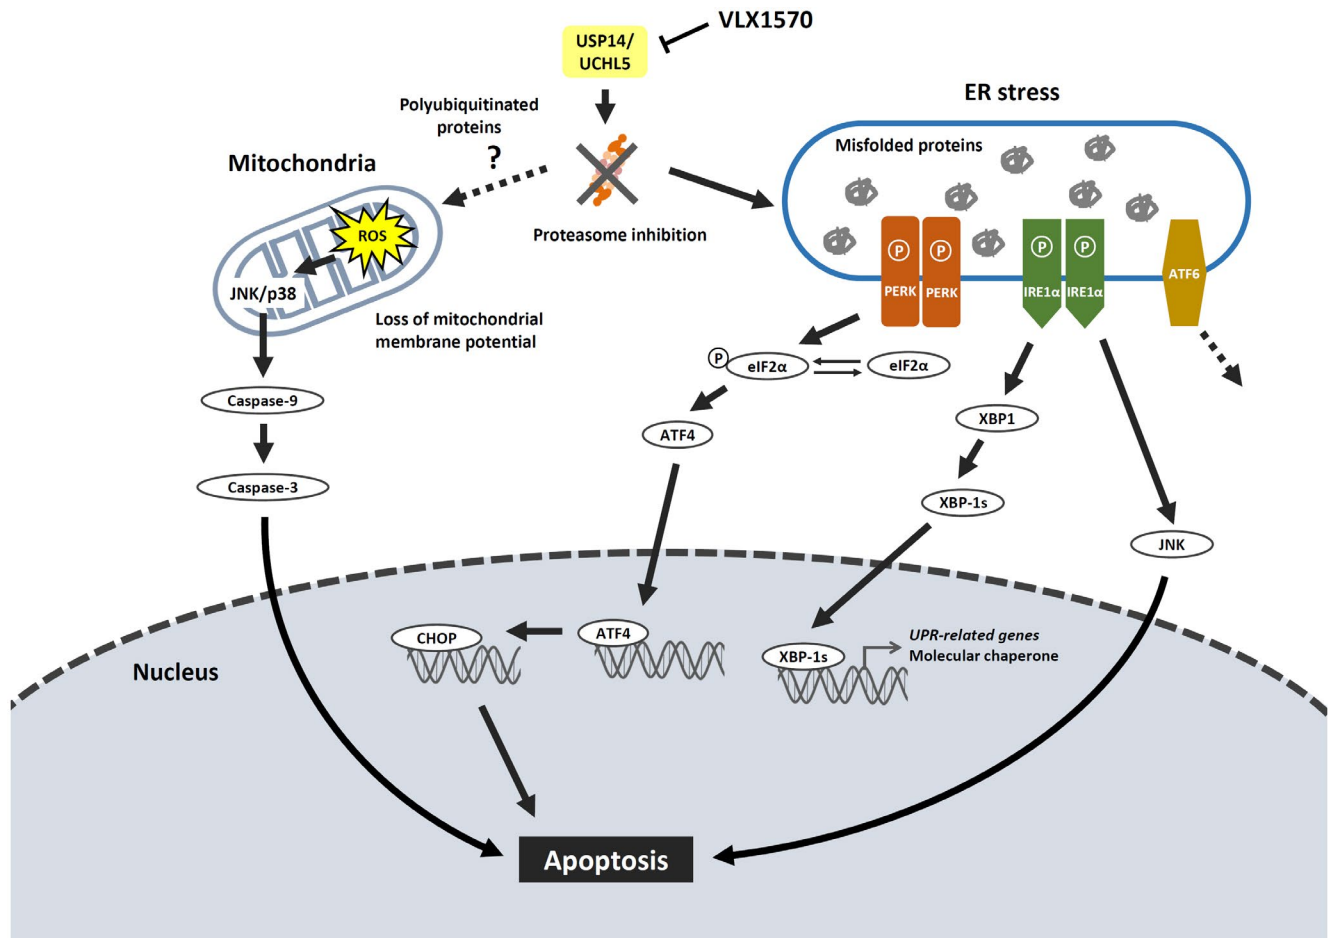 VLX1570
USP14/
UCHL5
ER stress
Polyubiquitinated
proteins
?
Mitochondria
Misfolded proteins
ROS
Proteasome inhibition
JNK/p38
Loss of mitochondrial
membrane potential
P
P
P
P
PERK
PERK
IRE1α
IRE1α
ATF6
P
eIF2α
eIF2α
Caspase-9
ATF4
XBP1
Caspase-3
XBP-1s
JNK
CHOP
ATF4
XBP-1s
UPR-related genes
Molecular chaperone
Nucleus
Apoptosis